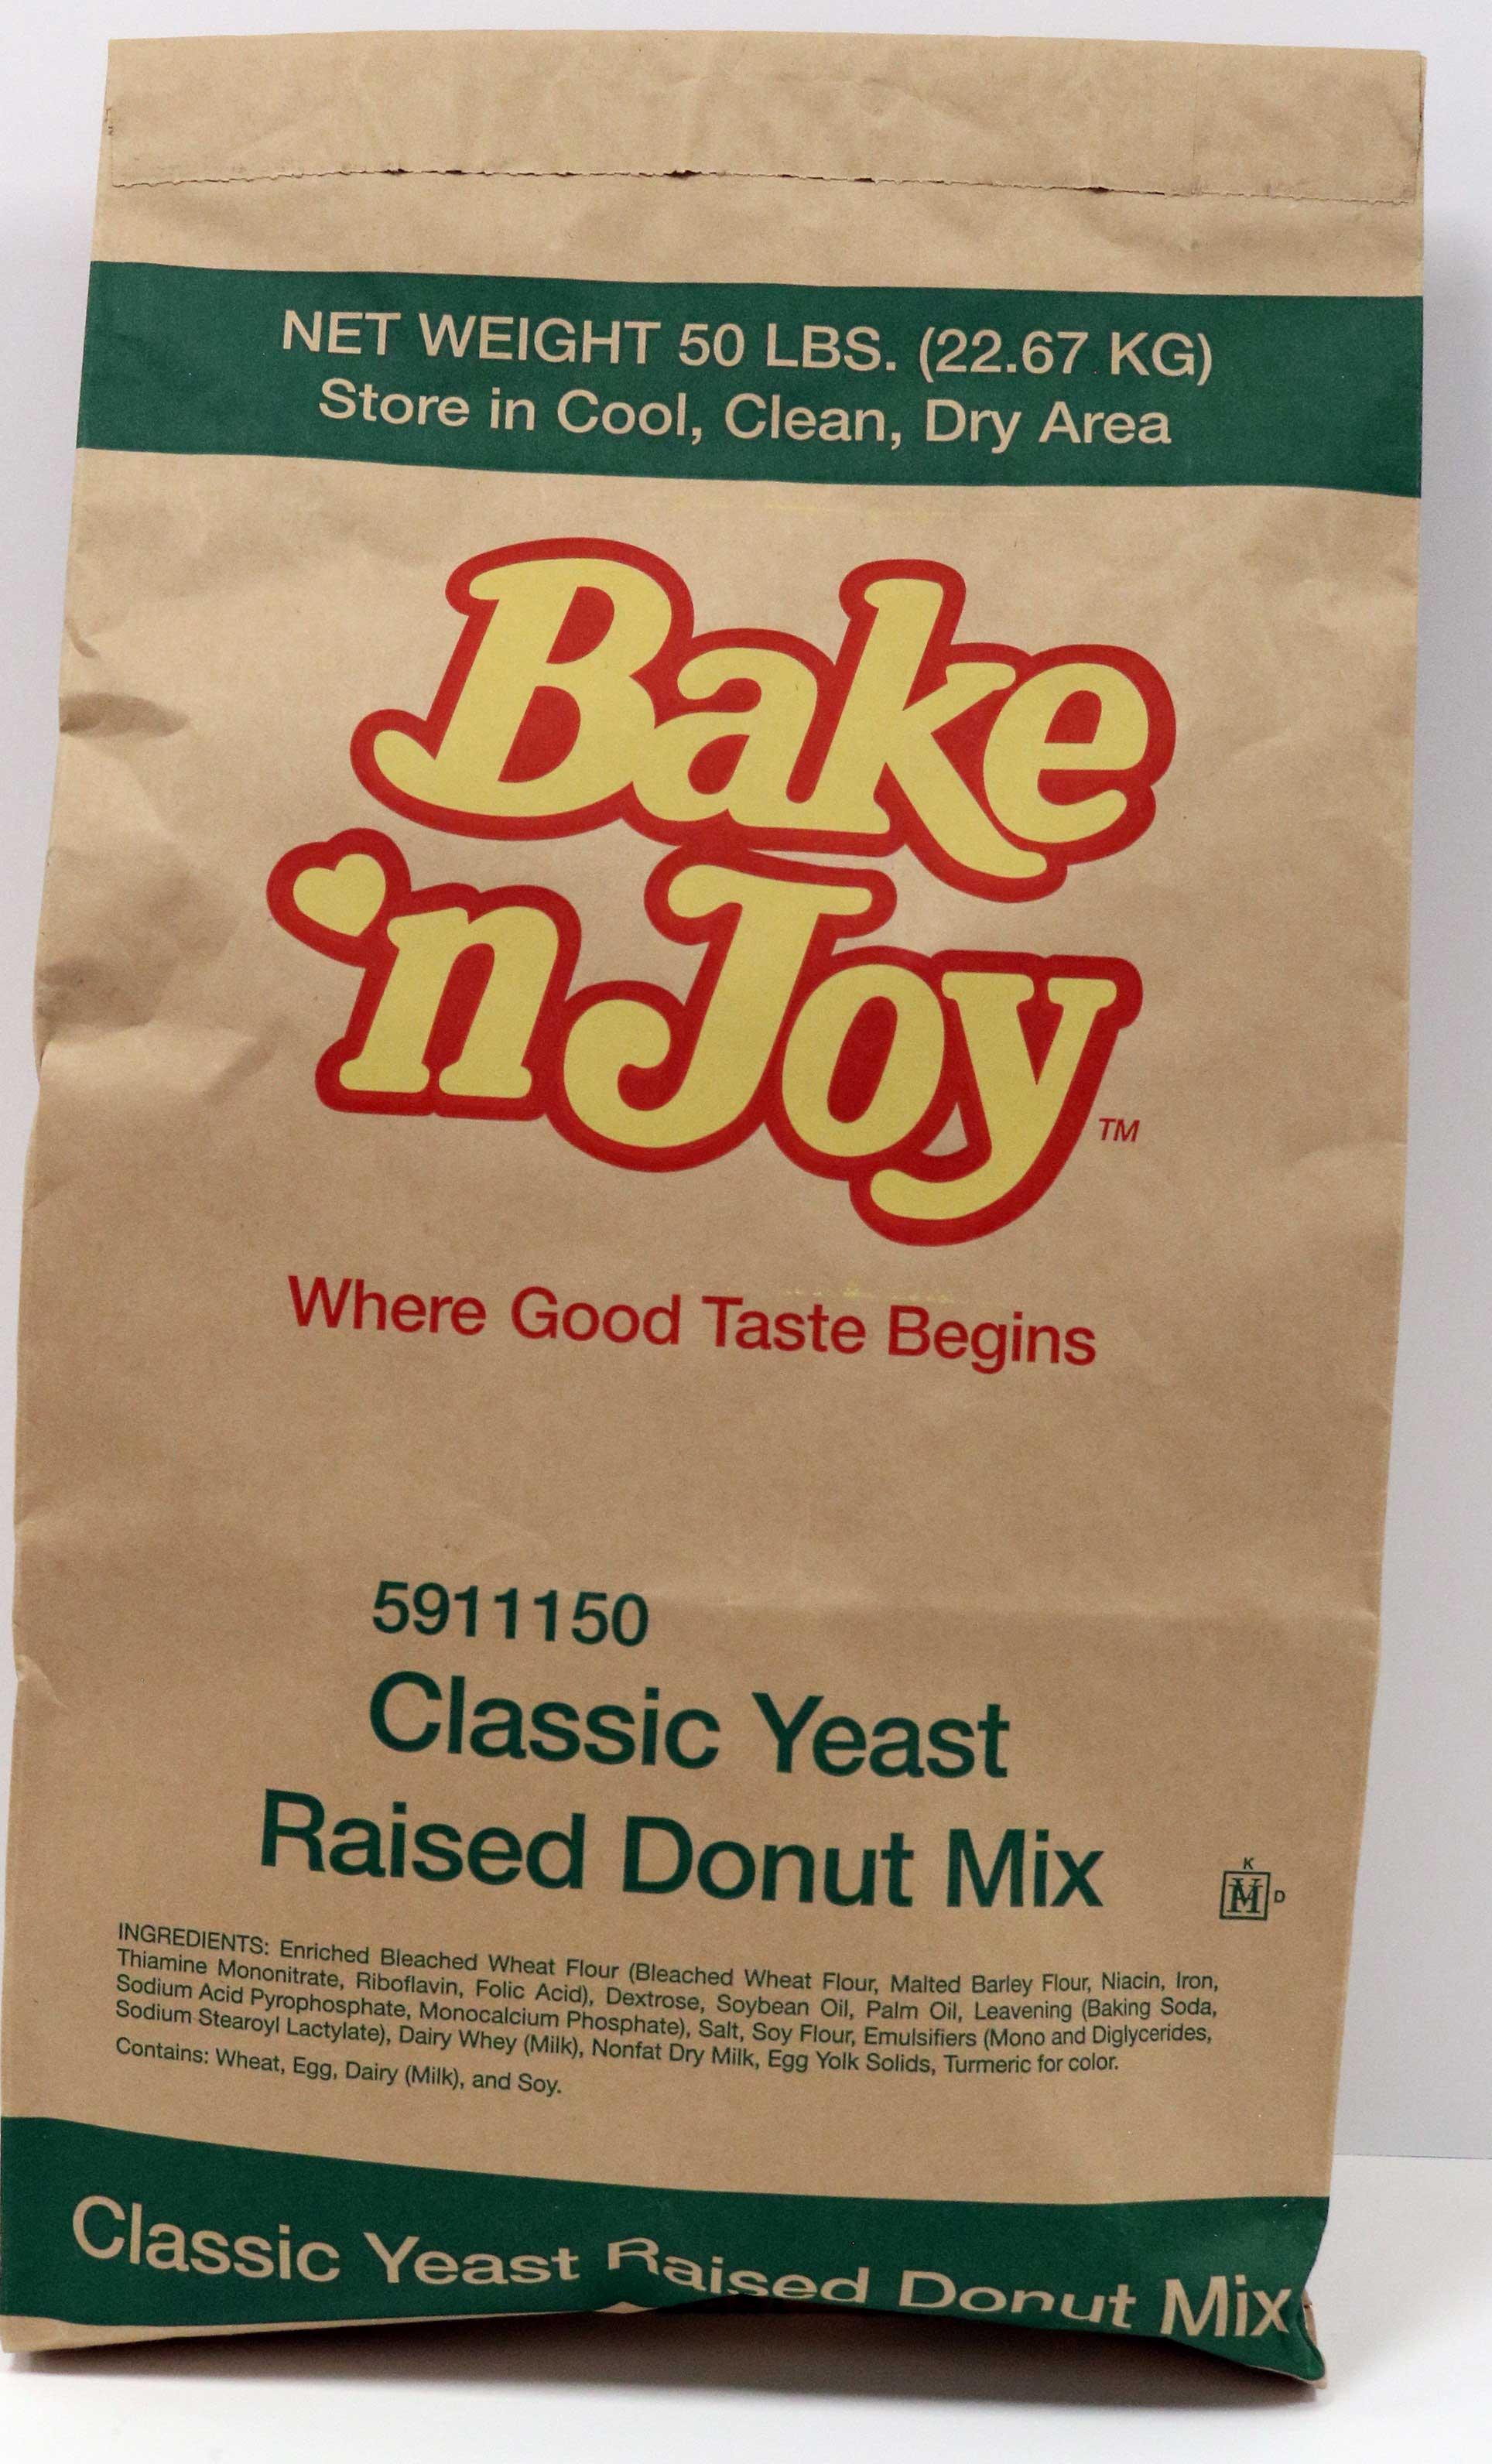 NET WEIGHT 50 LBS. (22.67 KG)
Store in Cool, Clean, Dry Area
Bake
'n Joy
TM
Where Good Taste Begins
5911150
Classic Yeast
Raised Donut Mix
K
HM D
INGREDIENTS: Enriched Bleached Wheat Flour (Bleached Wheat Flour, Malted Barley Flour, Niacin, Iron,
Thiamine Mononitrate, Riboflavin, Folic Acid), Dextrose, Soybean Oil, Palm Oil, Leavening (Baking Soda,
Sodium Acid Pyrophosphate, Monocalcium Phosphate), Salt, Soy Flour, Emulsifiers (Mono and Diglycerides,
Sodium Stearoyl Lactylate), Dairy Whey (Milk), Nonfat Dry Milk, Egg Yolk Solids, Turmeric for color.
Contains: Wheat, Egg, Dairy (Milk), and Soy.
Classic Yeast Raised Donut Mix